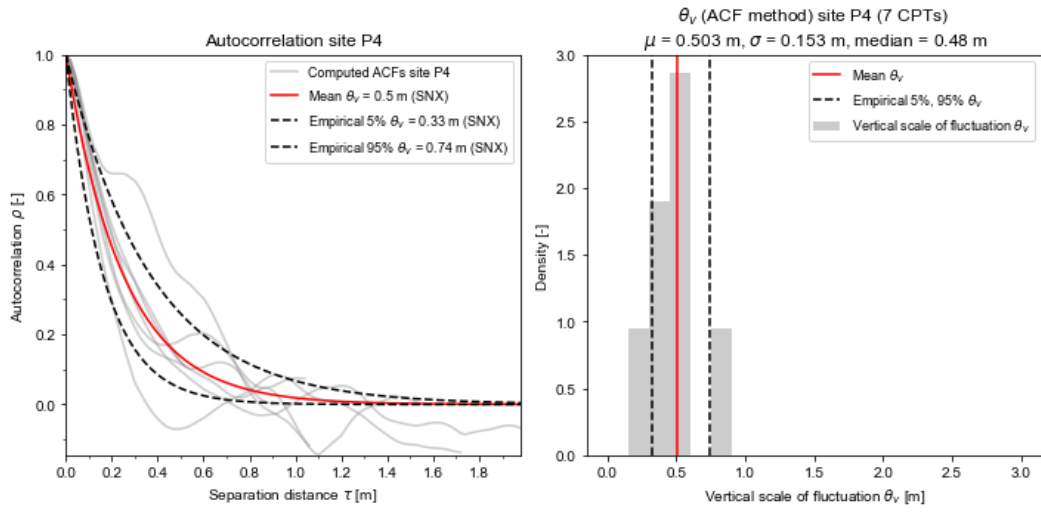 Autocorrelation site P4
1.0
0.8
0.6
0.4
0.2
0.0
Autocorrelation ρ [-]
Computed ACFs site P4
Mean θᵥ = 0.5 m (SNX)
Empirical 5% θᵥ = 0.33 m (SNX)
Empirical 95% θᵥ = 0.74 m (SNX)
0.0 0.2 0.4 0.6 0.8 1.0 1.2 1.4 1.6 1.8
Separation distance τ [m]
θᵥ (ACF method) site P4 (7 CPTs)
μ = 0.503 m, σ = 0.153 m, median = 0.48 m
3.0
2.5
2.0
1.5
1.0
0.5
0.0
Density [-]
Mean θᵥ
Empirical 5%, 95% θᵥ
Vertical scale of fluctuation θᵥ
0.0 0.5 1.0 1.5 2.0 2.5 3.0
Vertical scale of fluctuation θᵥ [m]